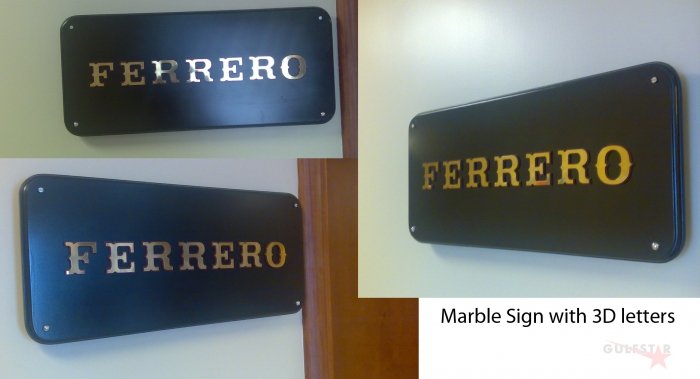 FERRERO
FERRERO
FERRERO
Marble Sign with 3D letters
GULFSTAR